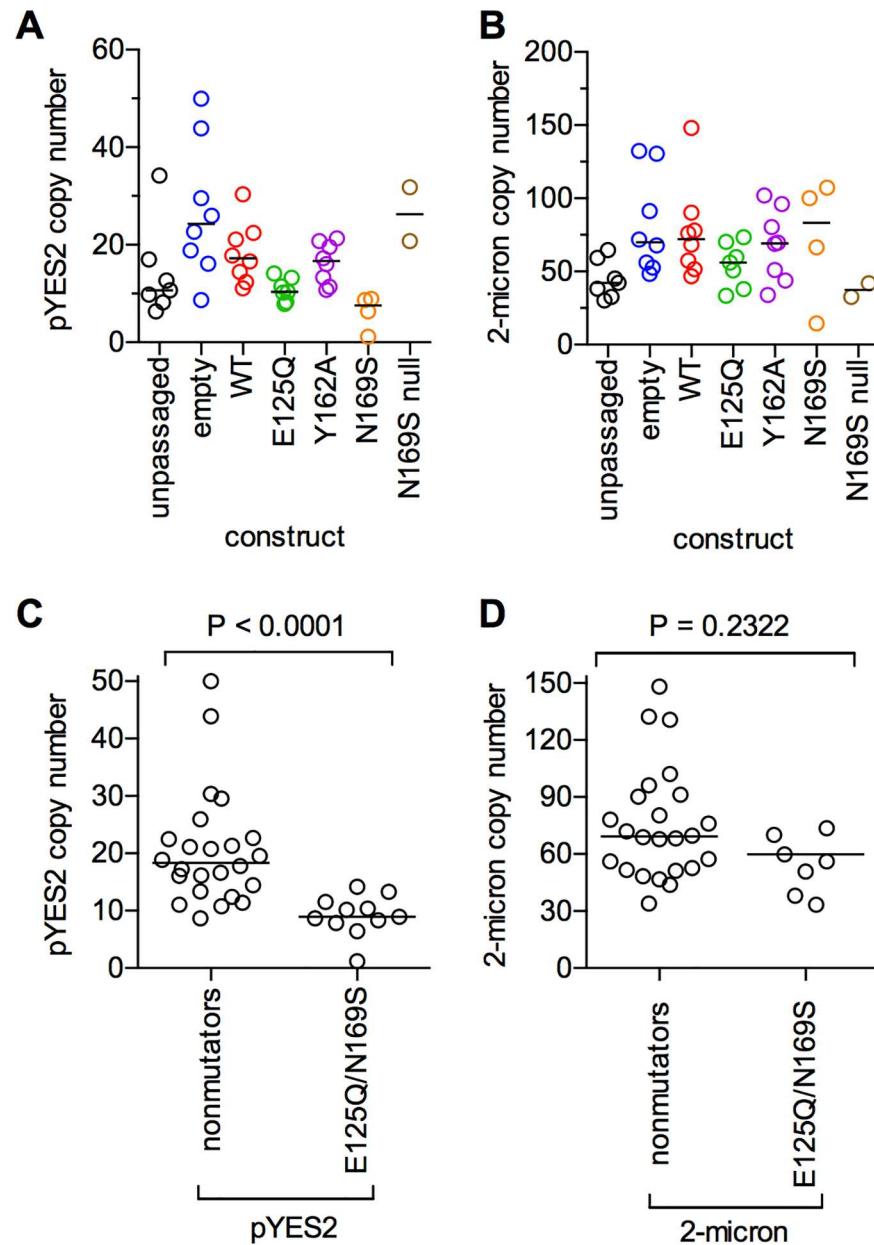 A
pYES2 copy number
60
40
20
0
unpassaged
empty
WT
E125Q
Y162A
N169S
N169S null
construct
B
2-micron copy number
200
150
100
50
0
unpassaged
empty
WT
E125Q
Y162A
N169S
N169S null
construct
C
P < 0.0001
pYES2 copy number
50
40
30
20
10
0
nonmutators
E125Q/N169S
pYES2
D
P = 0.2322
2-micron copy number
150
120
90
60
30
0
nonmutators
E125Q/N169S
2-micron